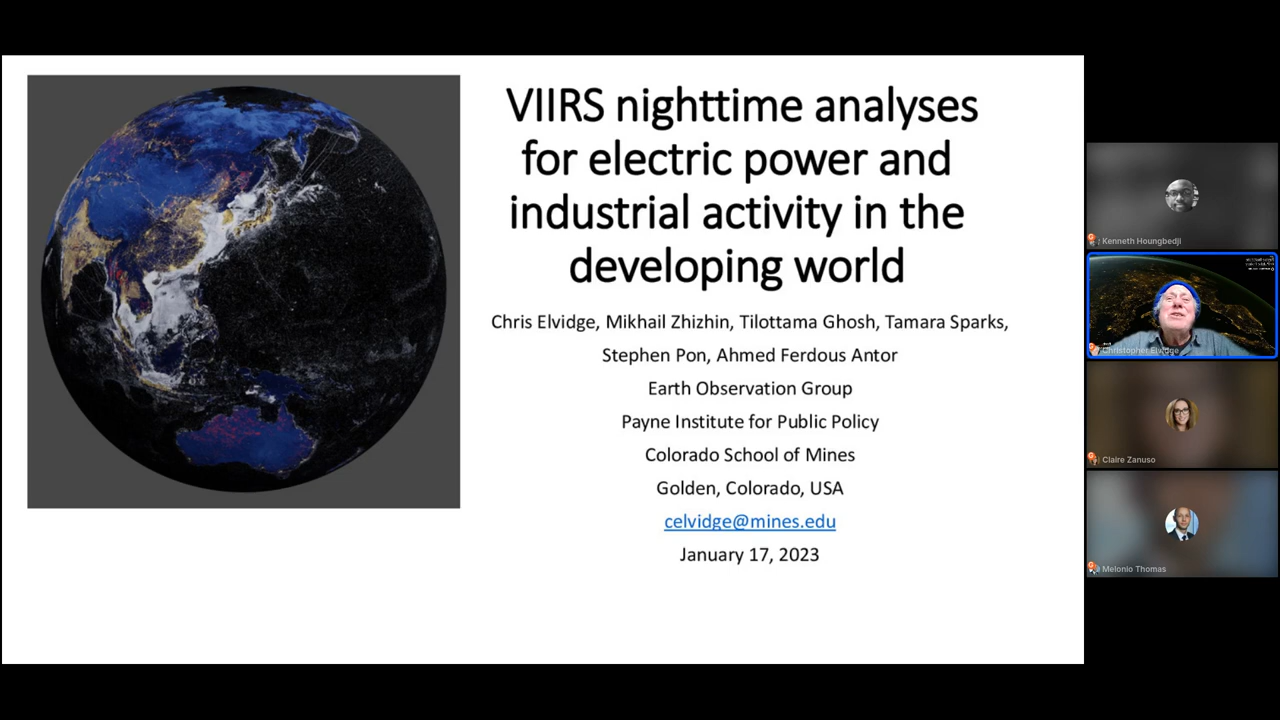 VIIRS nighttime analyses
for electric power and
industrial activity in the
developing world
Chris Elvidge, Mikhail Zhizhin, Tilottama Ghosh, Tamara Sparks,
Stephen Pon, Ahmed Ferdous Antor
Earth Observation Group
Payne Institute for Public Policy
Colorado School of Mines
Golden, Colorado, USA
celvidge@mines.edu
January 17, 2023
Kenneth Houngbedji
Christopher Elvidge
Claire Zanuso
Melonio Thomas